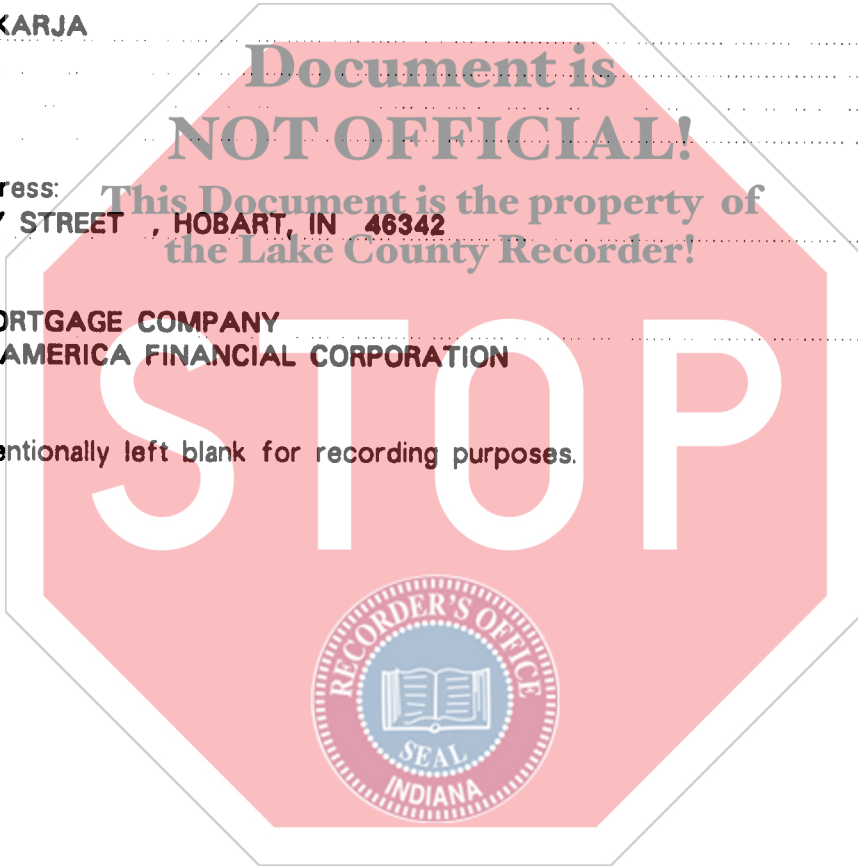 KARJA
Document is
NOT OFFICIAL!
ress:
This Document is the property of
STREET , HOBART, IN 46342
the Lake County Recorder!
ORTGAGE COMPANY
AMERICA FINANCIAL CORPORATION
entionally left blank for recording purposes.
STOP
RECORDER'S OFFICE
SEAL
INDIANA